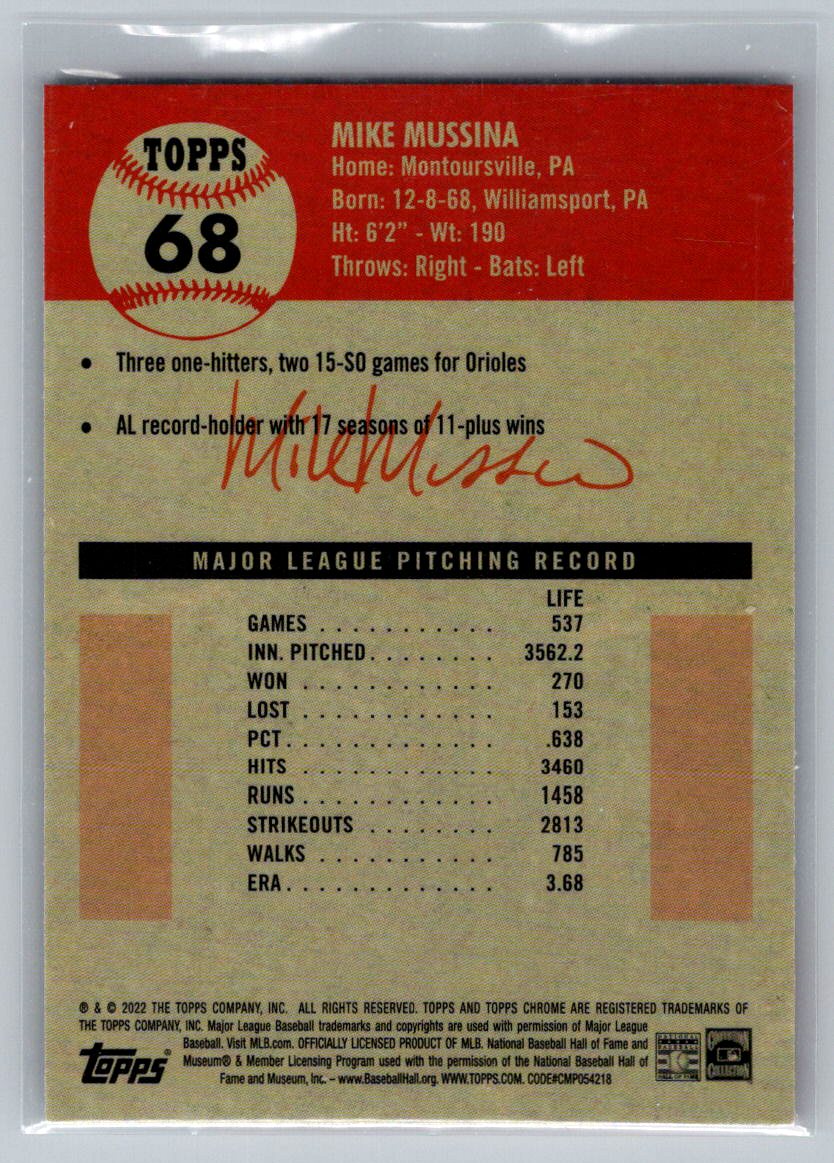 TOPPS
68
MIKE MUSSINA
Home: Montoursville, PA
Born: 12-8-68, Williamsport, PA
Ht: 6'2" - Wt: 190
Throws: Right - Bats: Left
• Three one-hitters, two 15-SO games for Orioles
• AL record-holder with 17 seasons of 11-plus wins
Mike Mussina
MAJOR LEAGUE PITCHING RECORD
LIFE
GAMES . . . . . . . . . . . 537
INN. PITCHED. . . . . . . . 3562.2
WON . . . . . . . . . . . . 270
LOST . . . . . . . . . . . . 153
PCT. . . . . . . . . . . . . .638
HITS . . . . . . . . . . . . 3460
RUNS . . . . . . . . . . . . 1458
STRIKEOUTS . . . . . . . . 2813
WALKS . . . . . . . . . . . 785
ERA. . . . . . . . . . . . . 3.68
® & © 2022 THE TOPPS COMPANY, INC. ALL RIGHTS RESERVED. TOPPS AND TOPPS CHROME ARE REGISTERED TRADEMARKS OF
THE TOPPS COMPANY, INC. Major League Baseball trademarks and copyrights are used with permission of Major League
Baseball. Visit MLB.com. OFFICIALLY LICENSED PRODUCT OF MLB. National Baseball Hall of Fame and
Museum® & Member Licensing Program used with the permission of the National Baseball Hall of
Fame and Museum, Inc. – www.BaseballHall.org. WWW.TOPPS.COM. CODE#CMP054218
TOPPS®
NATIONAL BASEBALL HALL OF FAME
COOPERSTOWN COLLECTION